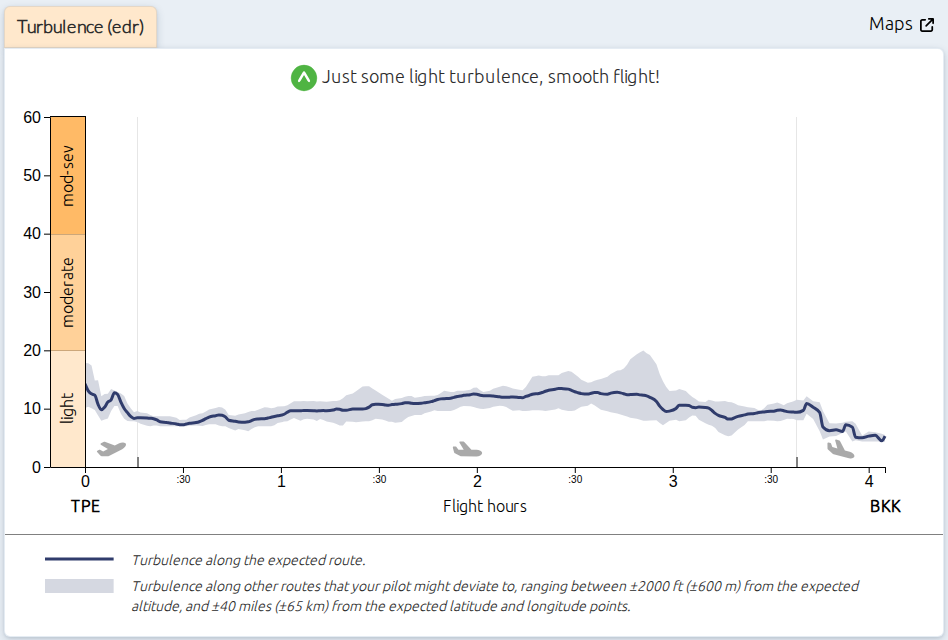 Turbulence (edr)
Maps
Just some light turbulence, smooth flight!
60
50
40
30
20
10
0
mod-sev
moderate
light
0 :30 1 :30 2 :30 3 :30 4
TPE Flight hours BKK
Turbulence along the expected route.
Turbulence along other routes that your pilot might deviate to, ranging between ±2000 ft (±600 m) from the expected
altitude, and ±40 miles (±65 km) from the expected latitude and longitude points.